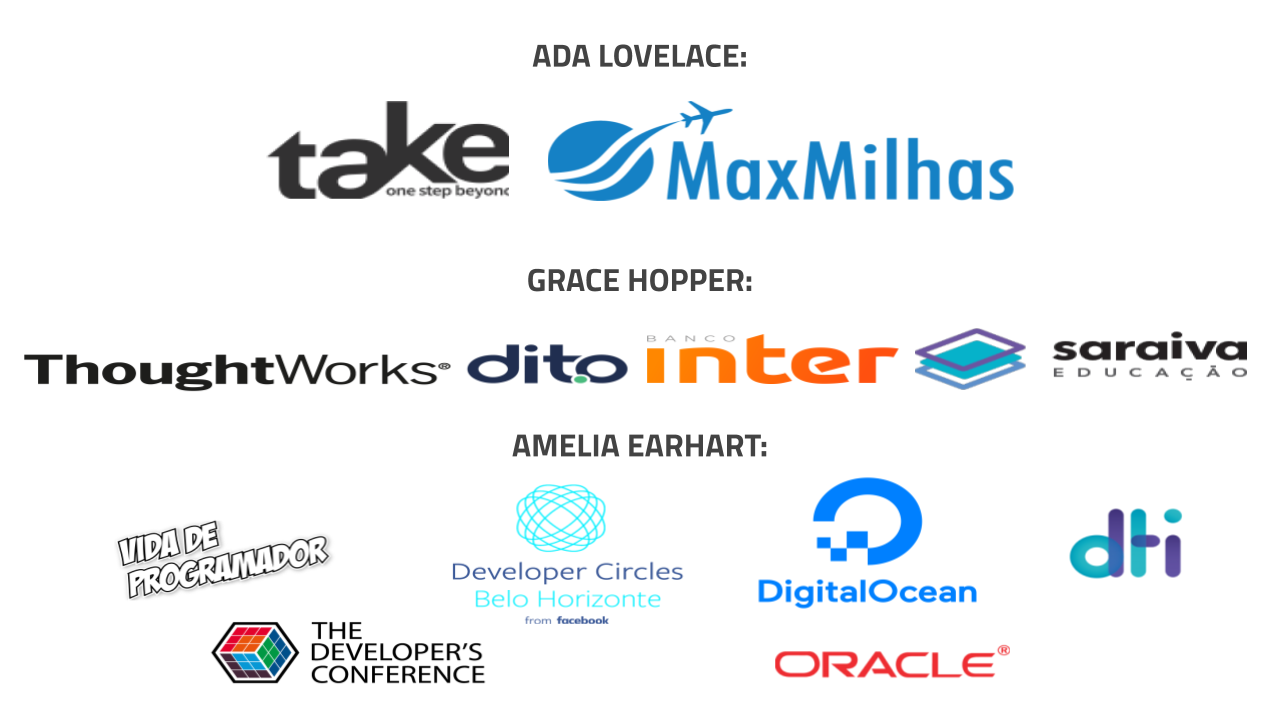 ADA LOVELACE:
take
one step beyond
MaxMilhas
GRACE HOPPER:
ThoughtWorks®
dito
BANCO
inter
saraiva
EDUCAÇÃO
AMELIA EARHART:
VIDA DE
PROGRAMADOR
Developer Circles
Belo Horizonte
from facebook
DigitalOcean
dti
THE
DEVELOPER'S
CONFERENCE
ORACLE®